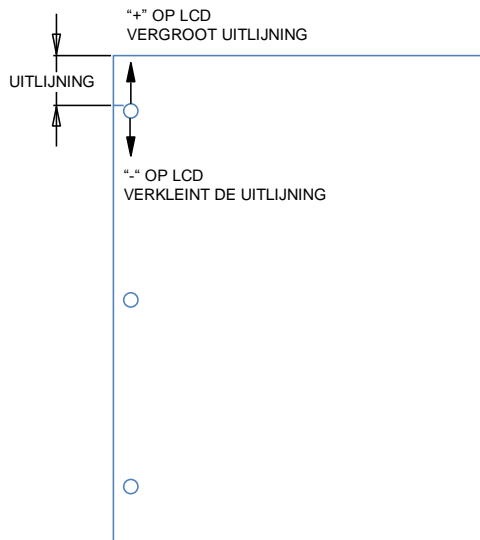 “+” OP LCD
VERGROOT UITLIJNING
UITLIJNING
“-“ OP LCD
VERKLEINT DE UITLIJNING